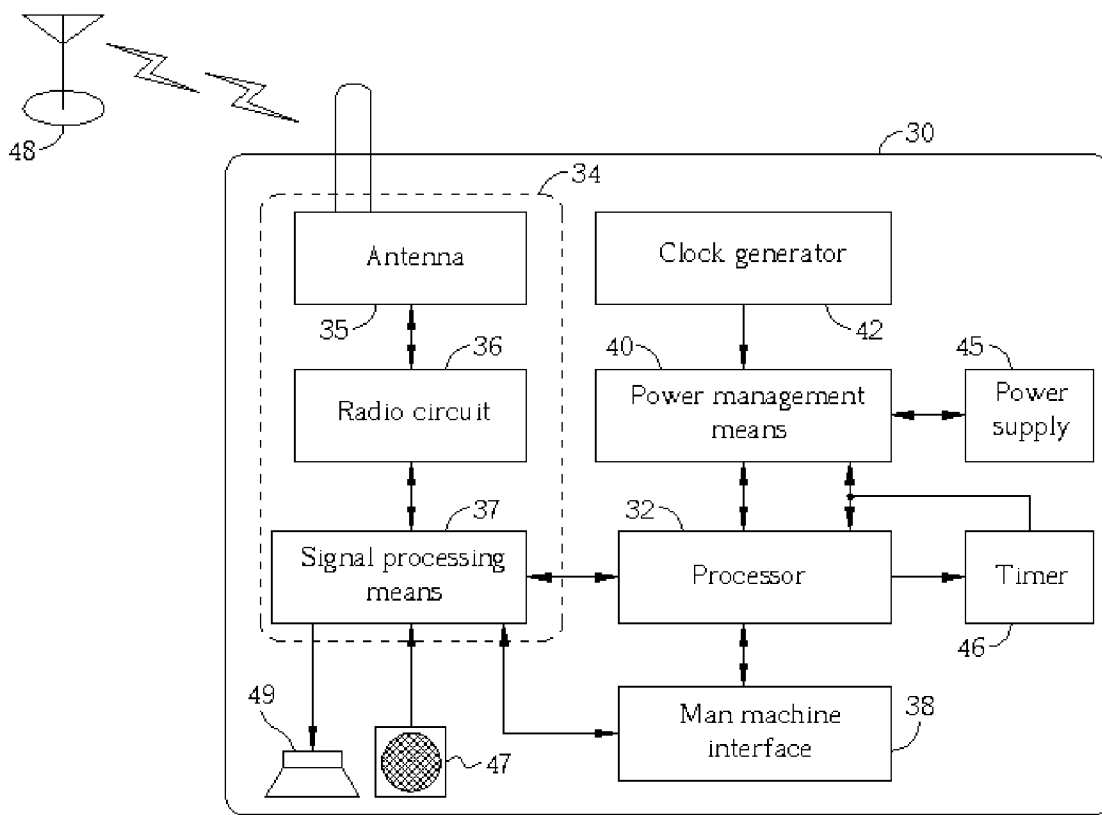 48
30
34
Antenna
Clock generator
35
42
36
40
45
Radio circuit
Power management
means
Power
supply
37
32
Signal processing
means
Processor
Timer
46
49
47
Man machine
interface
38